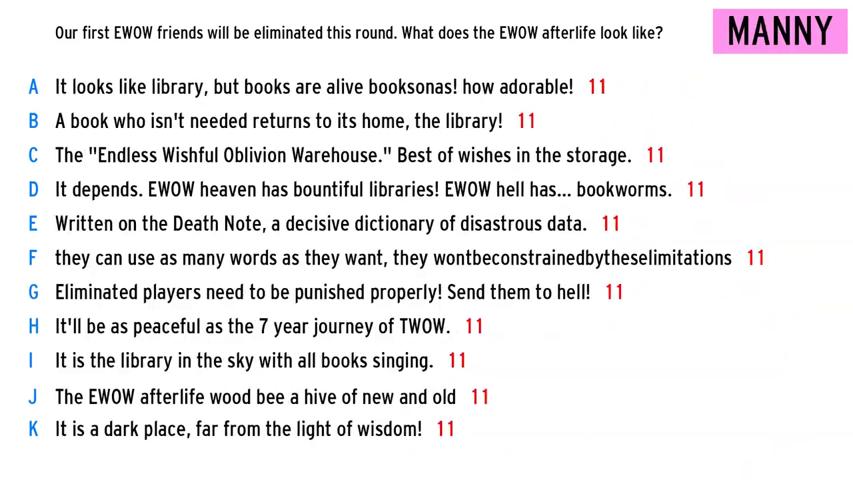 Our first EWOW friends will be eliminated this round. What does the EWOW afterlife look like?
MANNY
A It looks like library, but books are alive booksonas! how adorable! 11
B A book who isn't needed returns to its home, the library! 11
C The "Endless Wishful Oblivion Warehouse." Best of wishes in the storage. 11
D It depends. EWOW heaven has bountiful libraries! EWOW hell has... bookworms. 11
E Written on the Death Note, a decisive dictionary of disastrous data. 11
F they can use as many words as they want, they wontbeconstrainedbytheselimitations 11
G Eliminated players need to be punished properly! Send them to hell! 11
H It'll be as peaceful as the 7 year journey of TWOW. 11
I It is the library in the sky with all books singing. 11
J The EWOW afterlife wood bee a hive of new and old 11
K It is a dark place, far from the light of wisdom! 11